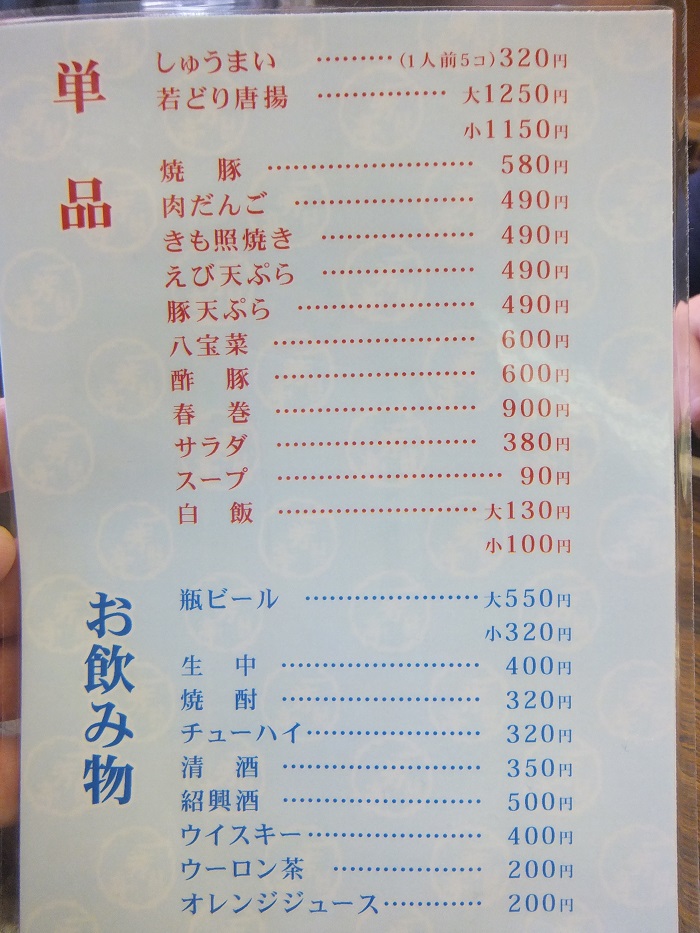 単品
しゅうまい ………(1人前5コ)320円
若どり唐揚 …………… 大1250円
小1150円
焼豚 …………………… 580円
肉だんご ………………… 490円
きも照焼き ……………… 490円
えび天ぷら ……………… 490円
豚天ぷら ………………… 490円
八宝菜 …………………… 600円
酢豚 …………………… 600円
春巻 …………………… 900円
サラダ …………………… 380円
スープ ……………………… 90円
白飯 ……………………大130円
小100円
お飲み物
瓶ビール …………………大550円
小320円
生中 …………………… 400円
焼酎 …………………… 320円
チューハイ………………… 320円
清酒 …………………… 350円
紹興酒 …………………… 500円
ウイスキー………………… 400円
ウーロン茶 ……………… 200円
オレンジジュース………… 200円